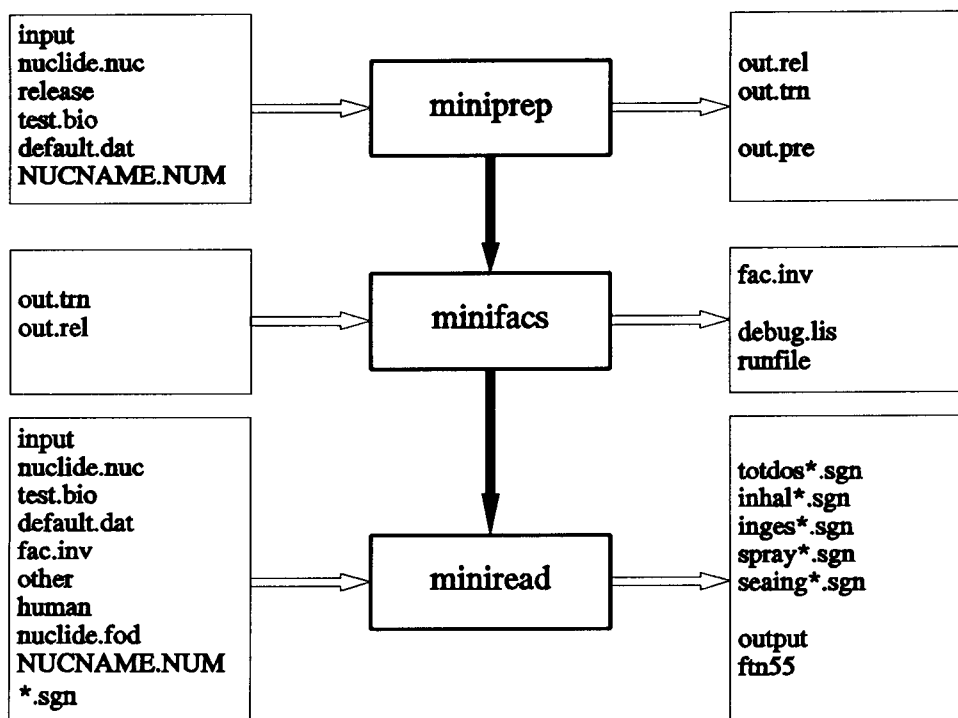 input
nuclide.nuc
release
test.bio
default.dat
NUCNAME.NUM
miniprep
out.rel
out.trn
out.pre
out.trn
out.rel
minifacs
fac.inv
debug.lis
runfile
input
nuclide.nuc
test.bio
default.dat
fac.inv
other
human
nuclide.fod
NUCNAME.NUM
*.sgn
miniread
totdos*.sgn
inhal*.sgn
inges*.sgn
spray*.sgn
seaing*.sgn
output
ftn55